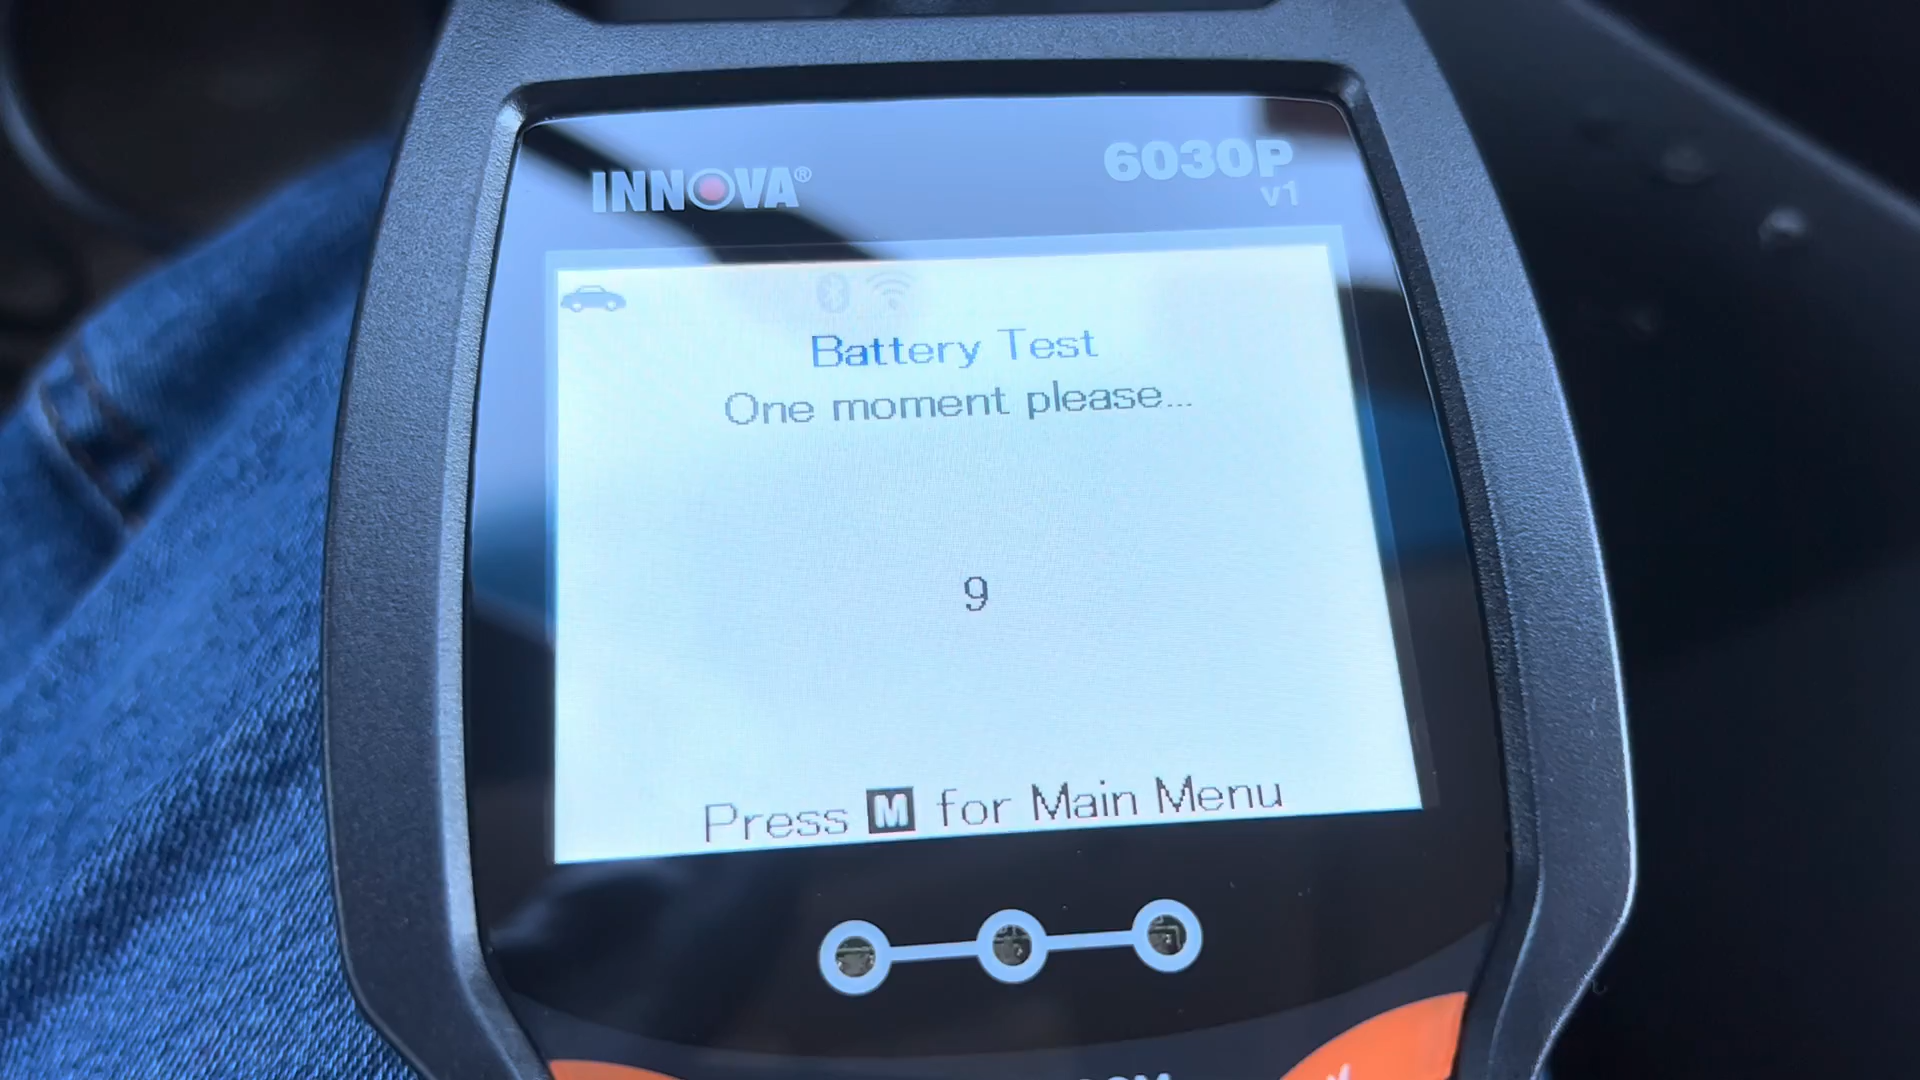 INNOVA®
6030P
v1
Battery Test
One moment please...
9
Press M for Main Menu